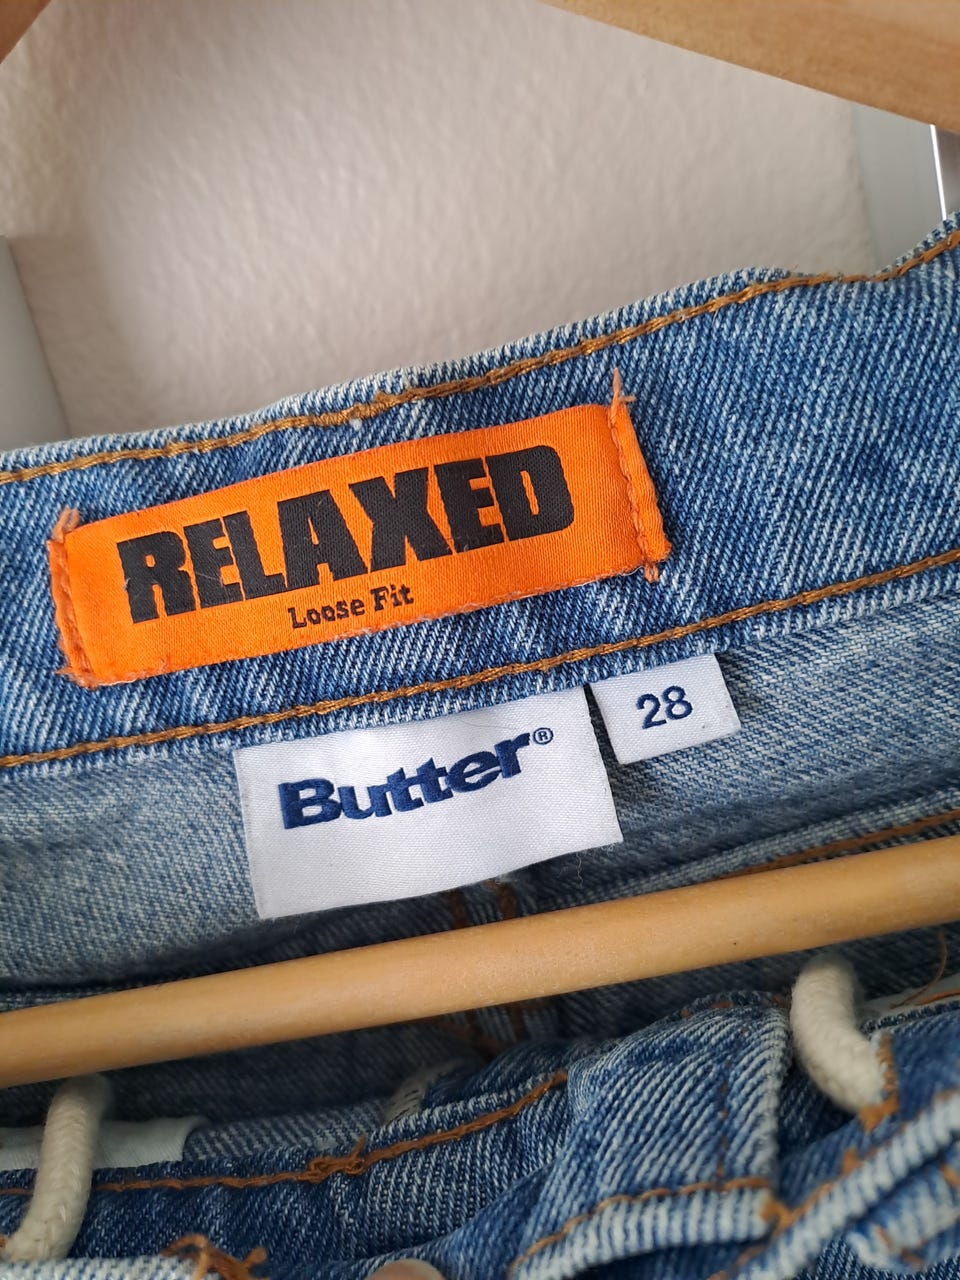 RELAXED
Loose Fit
Butter®
28